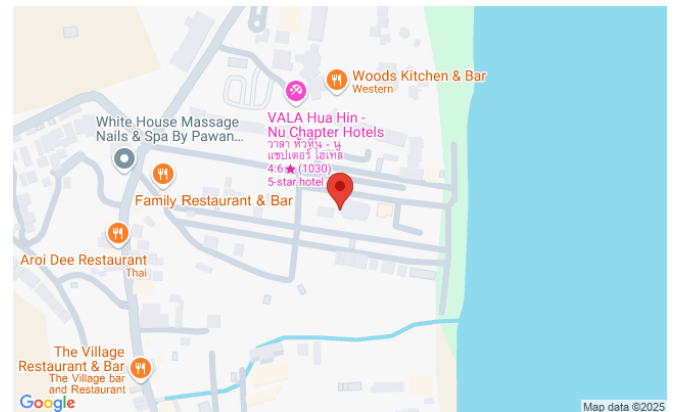 Woods Kitchen & Bar
Western
VALA Hua Hin -
Nu Chapter Hotels
วาลา หัวหิน - นู
แชปเตอร์ โฮเทล
4.6★(1030)
5-star hotel
White House Massage
Nails & Spa By Pawan...
Family Restaurant & Bar
Aroi Dee Restaurant
Thai
The Village
Restaurant & Bar
The Village bar
and Restaurant
Google
Map data ©2025